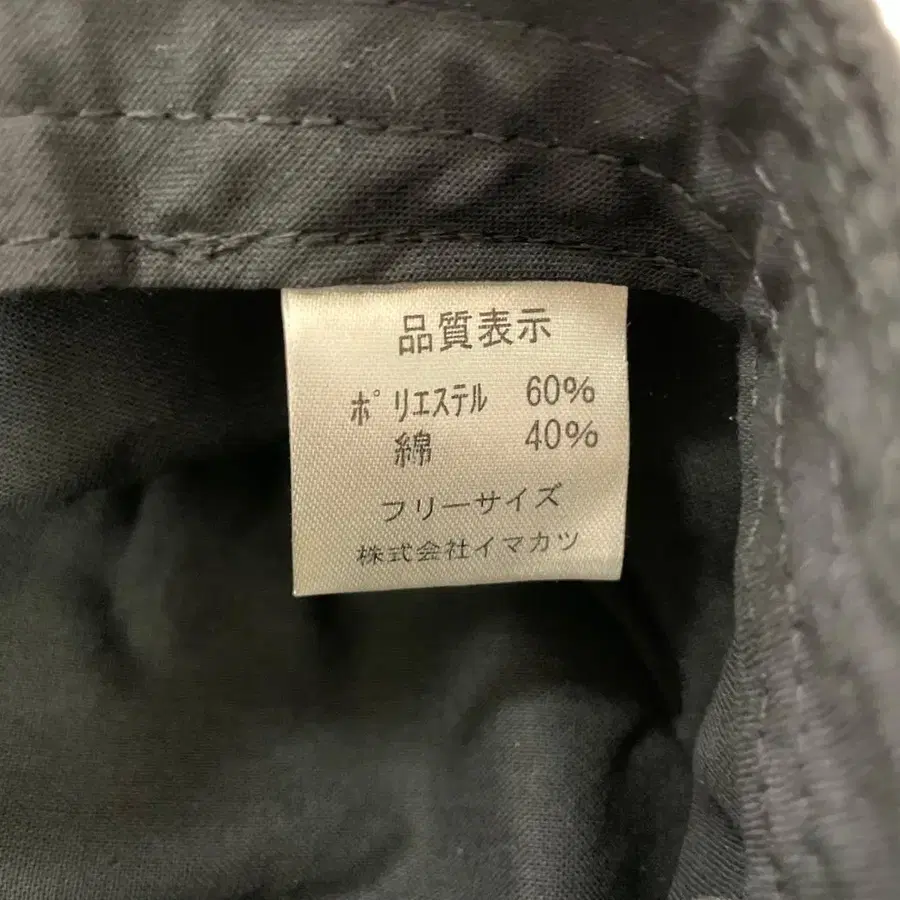 品質表示
ポリエステル 60%
綿 40%
フリーサイズ
株式会社イマカツ